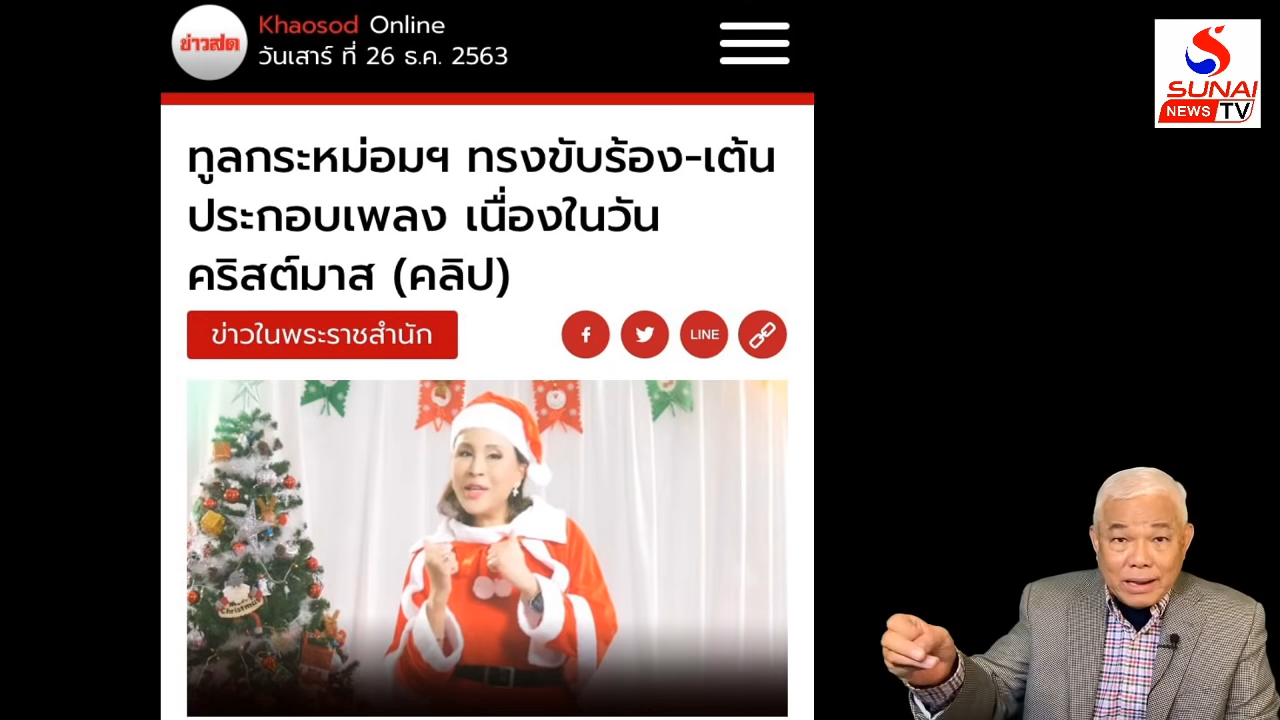 ข่าวสด
Khaosod Online
วันเสาร์ ที่ 26 ธ.ค. 2563
SUNAI
NEWS TV
ทูลกระหม่อมฯ ทรงขับร้อง-เต้น
ประกอบเพลง เนื่องในวัน
คริสต์มาส (คลิป)
ข่าวในพระราชสำนัก
LINE
Christmas